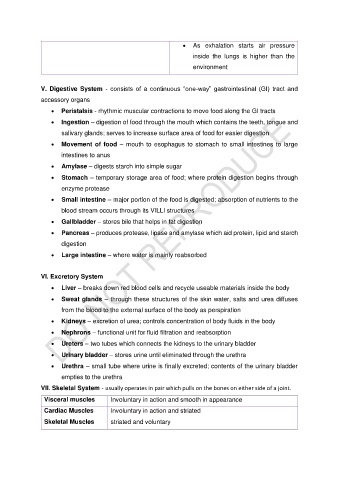 • As exhalation starts air pressure
inside the lungs is higher than the
environment
V. Digestive System - consists of a continuous "one-way" gastrointestinal (GI) tract and
accessory organs
• Peristalsis - rhythmic muscular contractions to move food along the GI tracts
• Ingestion – digestion of food through the mouth which contains the teeth, tongue and
salivary glands; serves to increase surface area of food for easier digestion
• Movement of food – mouth to esophagus to stomach to small intestines to large
intestines to anus
• Amylase – digests starch into simple sugar
• Stomach – temporary storage area of food; where protein digestion begins through
enzyme protease
• Small intestine – major portion of the food is digested; absorption of nutrients to the
blood stream occurs through its VILLI structures
• Gallbladder – stores bile that helps in fat digestion
• Pancreas – produces protease, lipase and amylase which aid protein, lipid and starch
digestion
• Large intestine – where water is mainly reabsorbed
VI. Excretory System
• Liver – breaks down red blood cells and recycle useable materials inside the body
• Sweat glands – through these structures of the skin water, salts and urea diffuses
from the blood to the external surface of the body as perspiration
• Kidneys – excretion of urea; controls concentration of body fluids in the body
• Nephrons – functional unit for fluid filtration and reabsorption
• Ureters – two tubes which connects the kidneys to the urinary bladder
• Urinary bladder – stores urine until eliminated through the urethra
• Urethra – small tube where urine is finally excreted; contents of the urinary bladder
empties to the urethra
VII. Skeletal System - usually operates in pair which pulls on the bones on either side of a joint.
Visceral muscles Involuntary in action and smooth in appearance
Cardiac Muscles Involuntary in action and striated
Skeletal Muscles striated and voluntary
DO NOT REPRODUCE